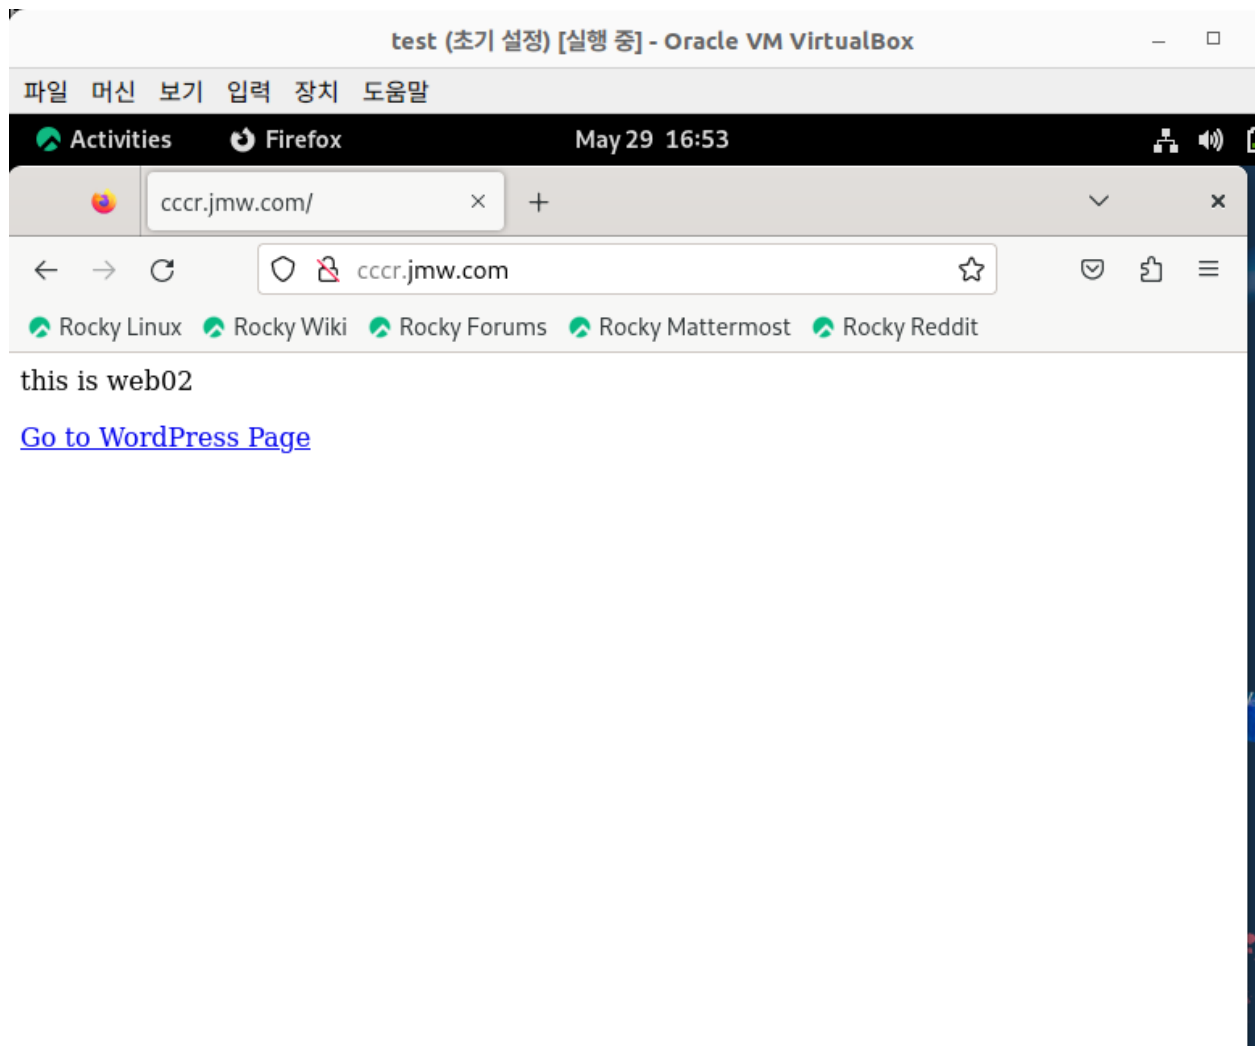 test (초기 설정) [실행 중] - Oracle VM VirtualBox
파일 머신 보기 입력 장치 도움말
Activities Firefox May 29 16:53
cccr.jmw.com/
cccr.jmw.com
Rocky Linux Rocky Wiki Rocky Forums Rocky Mattermost Rocky Reddit
this is web02
Go to WordPress Page